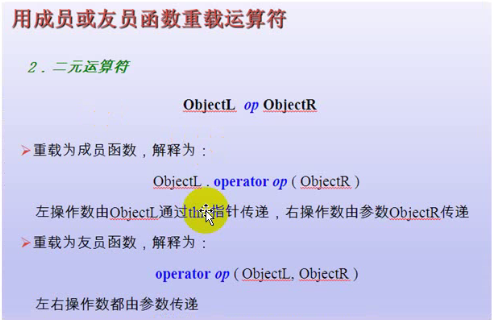 用成员或友员函数重载运算符
2．二元运算符
ObjectL op ObjectR
➢重载为成员函数，解释为：
ObjectL . operator op ( ObjectR )
左操作数由ObjectL通过this指针传递，右操作数由参数ObjectR传递
➢重载为友员函数，解释为：
operator op ( ObjectL, ObjectR )
左右操作数都由参数传递